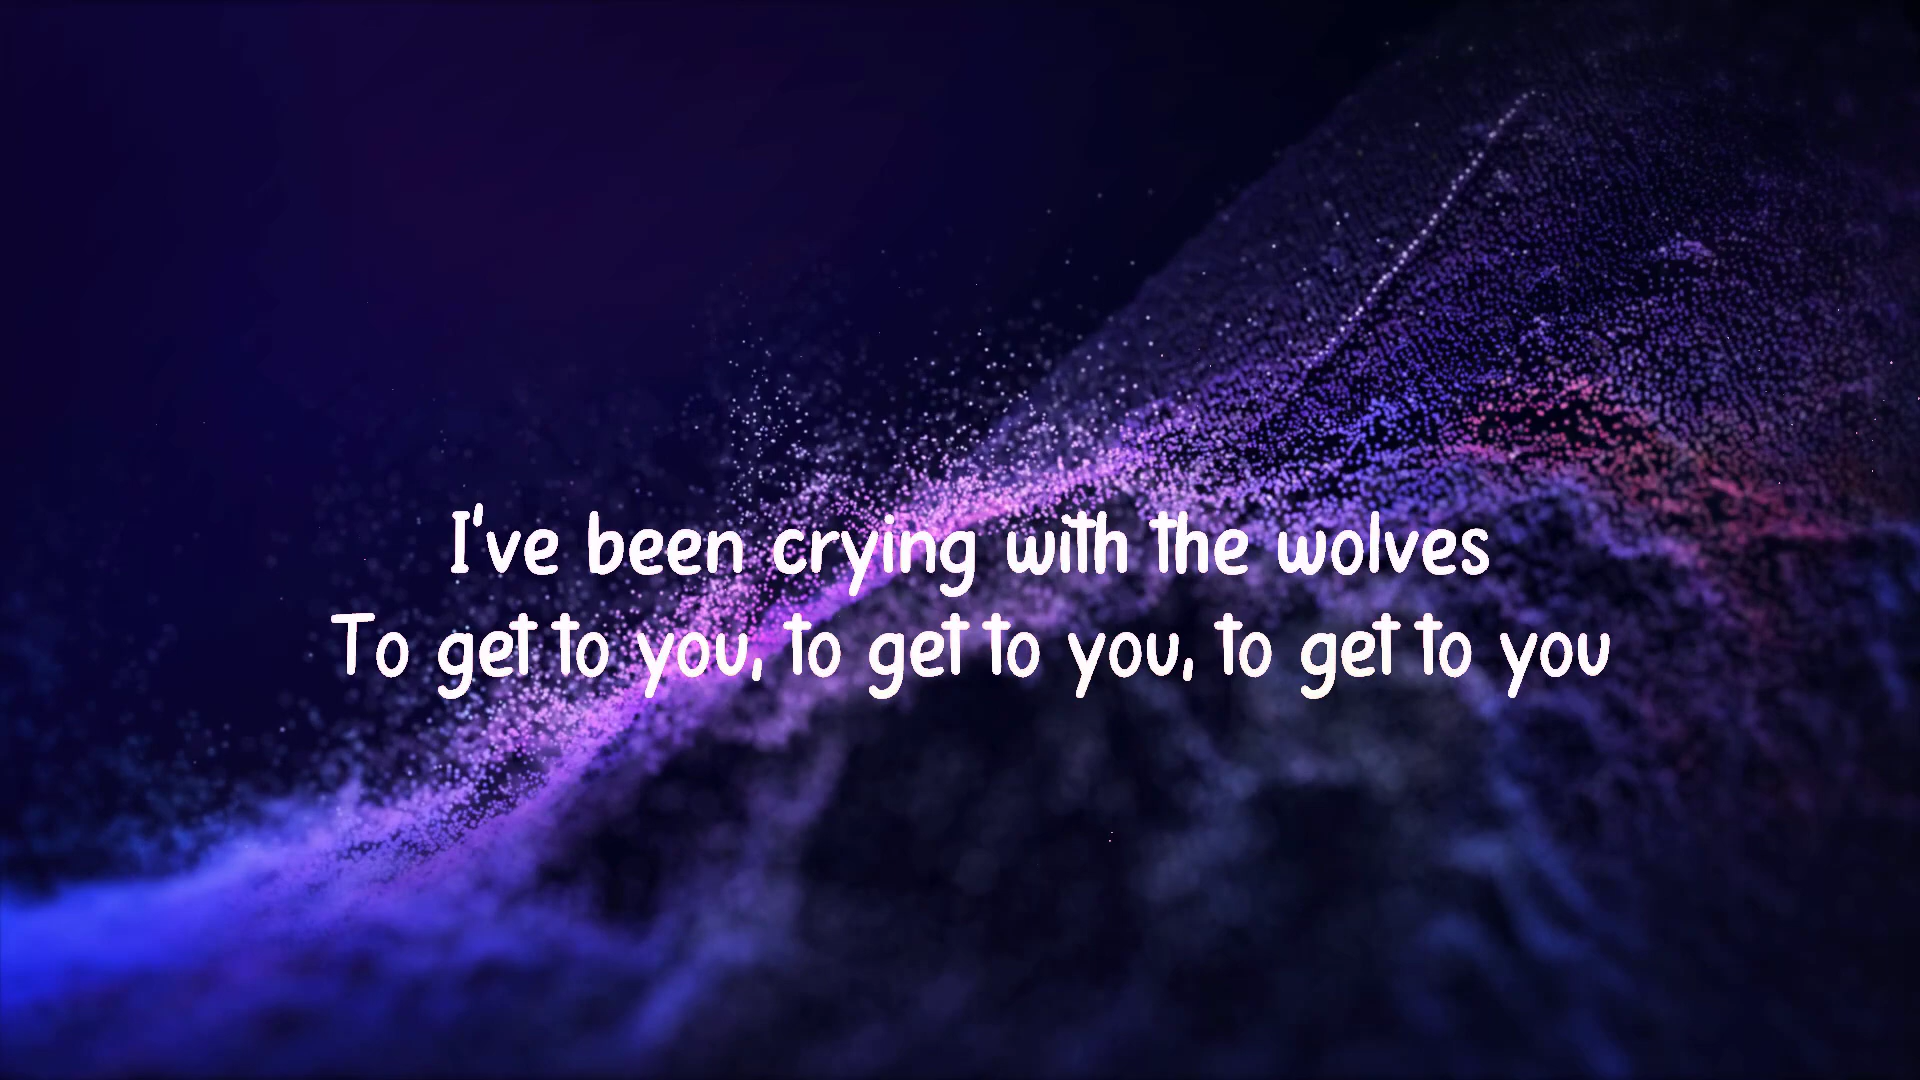 I've been crying with the wolves
To get to you, to get to you, to get to you